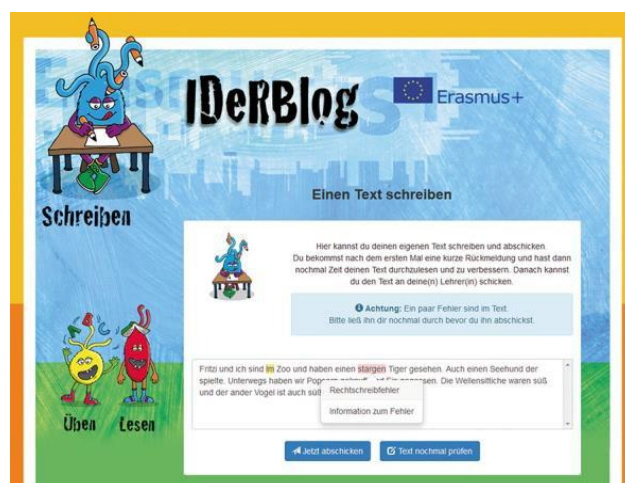 IDeRBlog
Erasmus+
Schreiben
Einen Text schreiben
Hier kannst du deinen eigenen Text schreiben und abschicken.
Du bekommst nach dem ersten Mal eine kurze Rückmeldung und hast dann
nochmal Zeit deinen Text durchzulesen und zu verbessern. Danach kannst
du den Text an deine(n) Lehrer(in) schicken.
Achtung: Ein paar Fehler sind im Text.
Bitte ließ ihn dir nochmal durch bevor du ihn abschickst.
Fritzi und ich sind im Zoo und haben einen stargen Tiger gesehen. Auch einen Seehund der
spielte. Unterwegs haben wir Die waren süß
und der ander Vogel ist auch
Rechtschreibfehler
Information zum Fehler
Üben
Lesen
Jetzt abschicken
Text nochmal prüfen